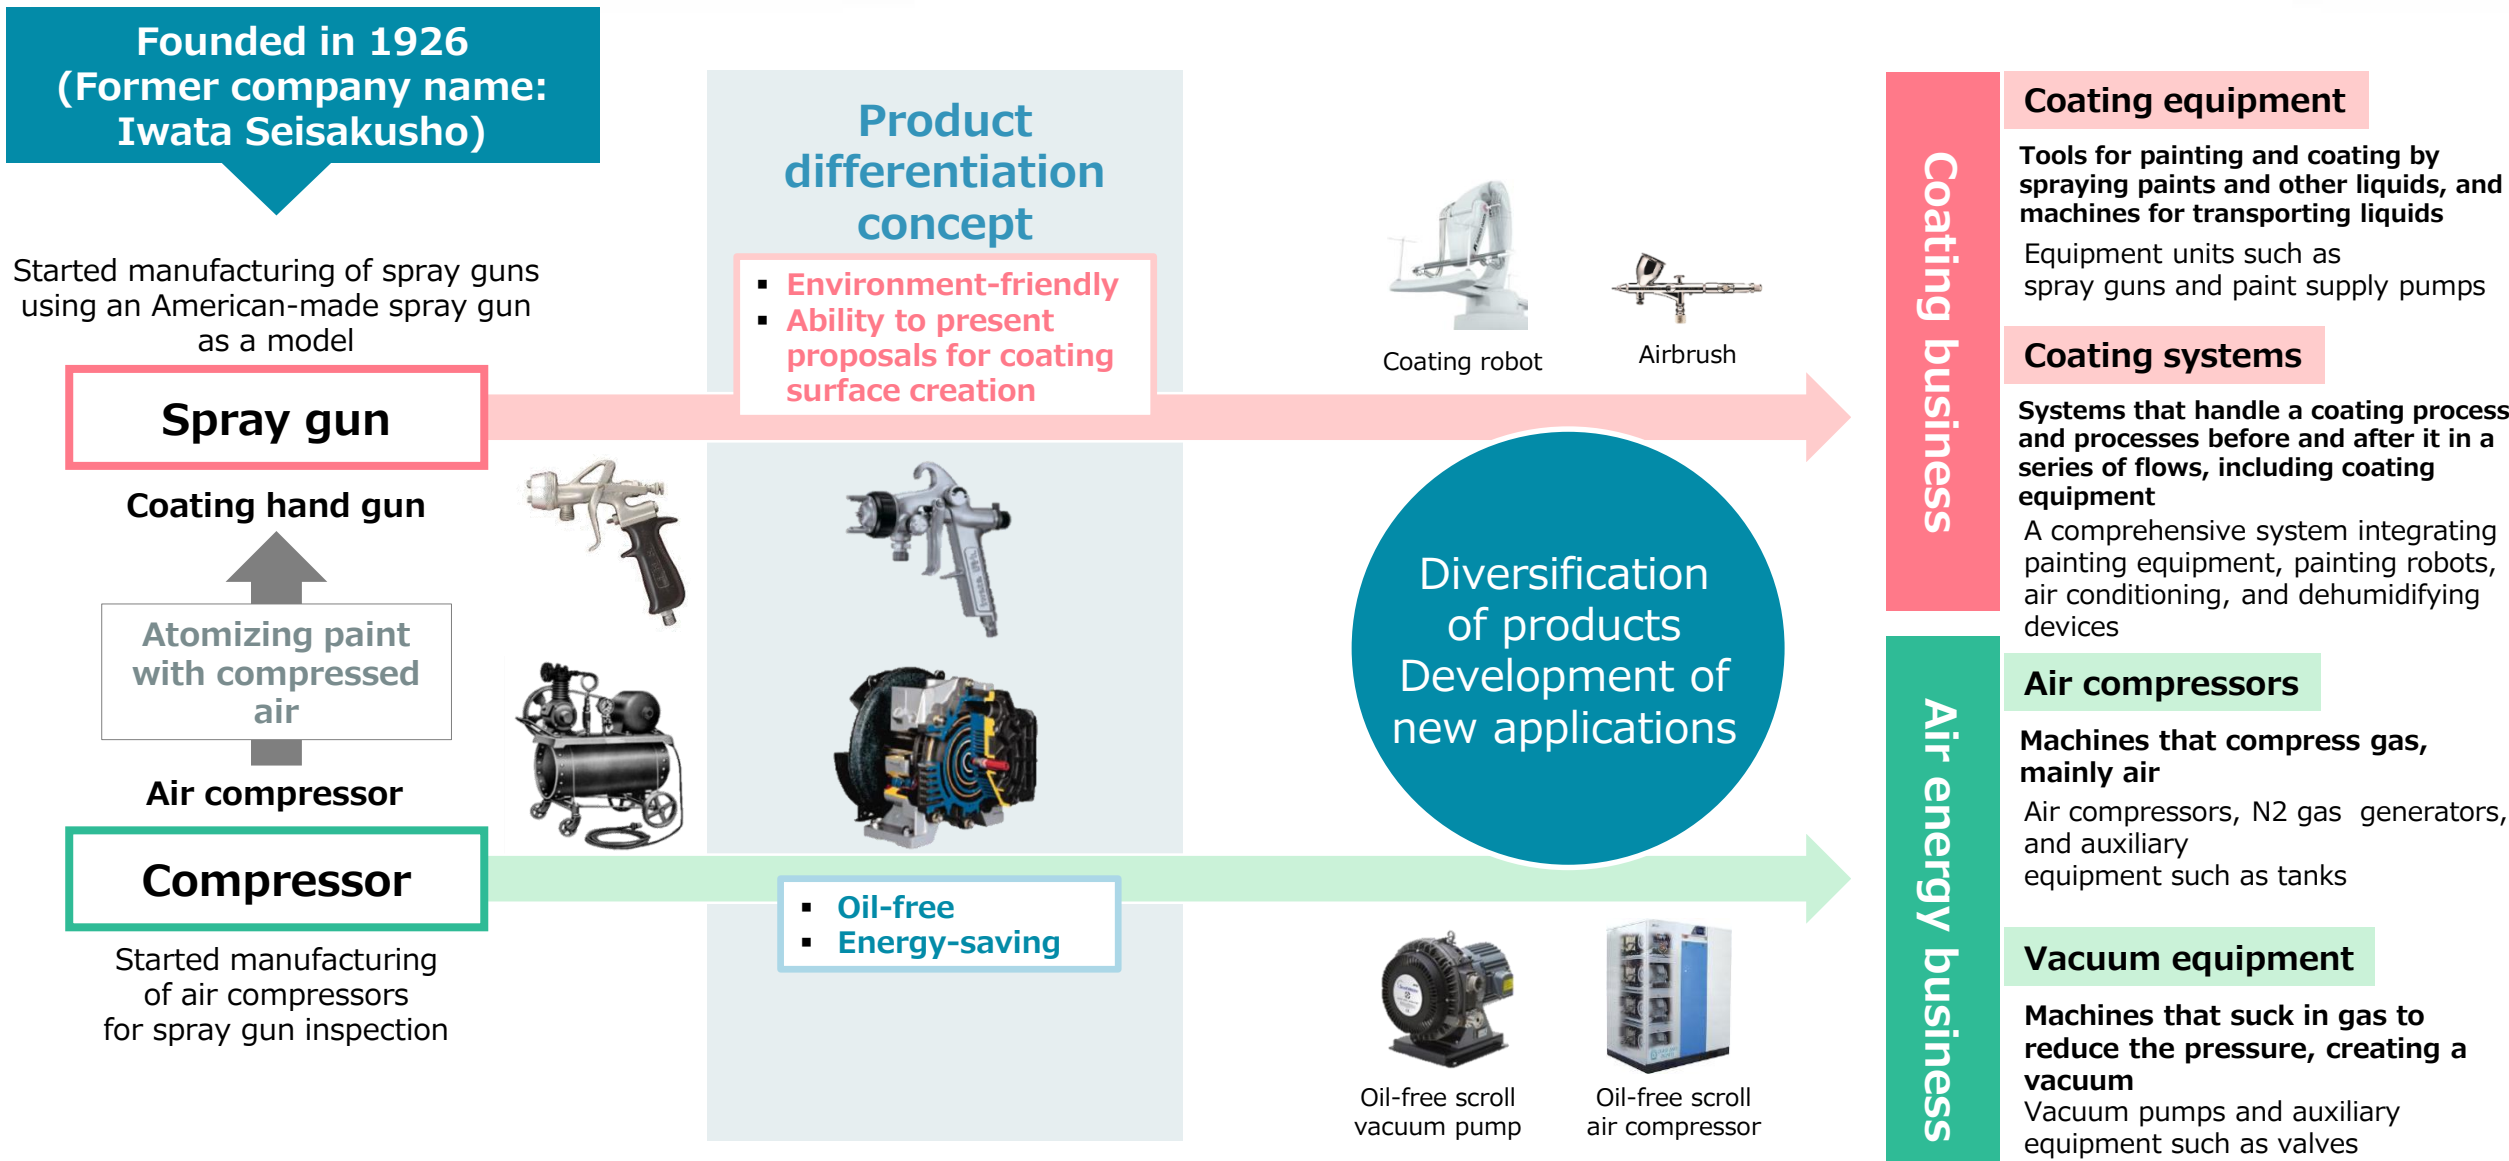 Founded in 1926
(Former company name:
Iwata Seisakusho)
Started manufacturing of spray guns
using an American-made spray gun
as a model
Spray gun
Coating hand gun
Atomizing paint
with compressed
air
Air compressor
Compressor
Started manufacturing
of air compressors
for spray gun inspection
Product
differentiation
concept
▪ Environment-friendly
▪ Ability to present
proposals for coating
surface creation
▪ Oil-free
▪ Energy-saving
Coating robot
Airbrush
Diversification
of products
Development of
new applications
Oil-free scroll
vacuum pump
Oil-free scroll
air compressor
Coating business
Coating equipment
Tools for painting and coating by
spraying paints and other liquids, and
machines for transporting liquids
Equipment units such as
spray guns and paint supply pumps
Coating systems
Systems that handle a coating process
and processes before and after it in a
series of flows, including coating
equipment
A comprehensive system integrating
painting equipment, painting robots,
air conditioning, and dehumidifying
devices
Air energy business
Air compressors
Machines that compress gas,
mainly air
Air compressors, N2 gas generators,
and auxiliary
equipment such as tanks
Vacuum equipment
Machines that suck in gas to
reduce the pressure, creating a
vacuum
Vacuum pumps and auxiliary
equipment such as valves